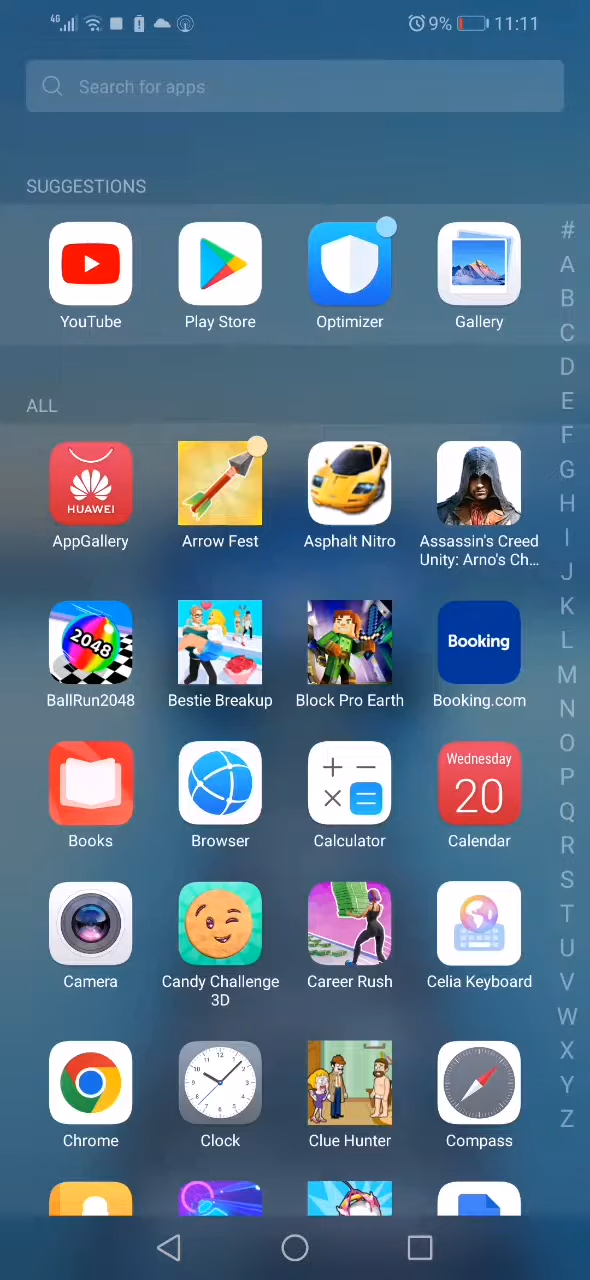 4G
9%
11:11
Search for apps
SUGGESTIONS
YouTube
Play Store
Optimizer
Gallery
ALL
HUAWEI
AppGallery
Arrow Fest
Asphalt Nitro
Assassin's Creed
Unity: Arno's Ch...
2048
BallRun2048
Bestie Breakup
Block Pro Earth
Booking
Booking.com
Books
Browser
Calculator
Wednesday
20
Calendar
Camera
Candy Challenge
3D
Career Rush
Celia Keyboard
Chrome
Clock
Clue Hunter
Compass
#
A
B
C
D
E
F
G
H
I
J
K
L
M
N
O
P
Q
R
S
T
U
V
W
X
Y
Z